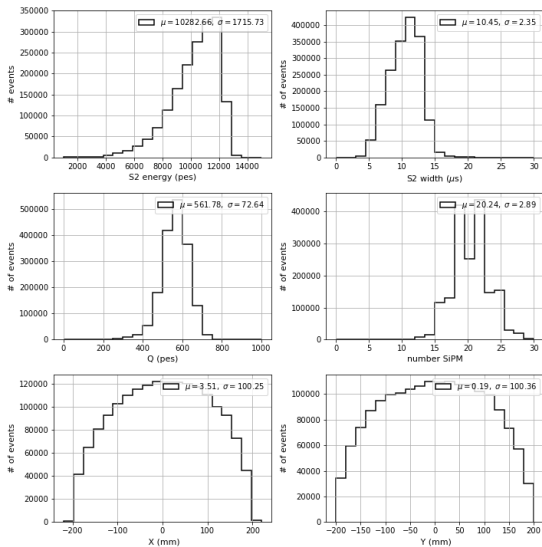 μ = 10282.66, σ = 1715.73
350000
300000
250000
200000
150000
100000
50000
0
# of events
2000 4000 6000 8000 10000 12000 14000
S2 energy (pes)
μ = 10.45, σ = 2.35
400000
350000
300000
250000
200000
150000
100000
50000
0
# of events
0 5 10 15 20 25 30
S2 width (μs)
μ = 561.78, σ = 72.64
500000
400000
300000
200000
100000
0
# of events
0 200 400 600 800 1000
Q (pes)
μ = 20.24, σ = 2.89
400000
300000
200000
100000
0
# of events
0 5 10 15 20 25 30
number SiPM
μ = 3.51, σ = 100.25
120000
100000
80000
60000
40000
20000
0
# of events
−200 −100 0 100 200
X (mm)
μ = 0.19, σ = 100.36
100000
80000
60000
40000
20000
0
# of events
−200 −150 −100 −50 0 50 100 150 200
Y (mm)